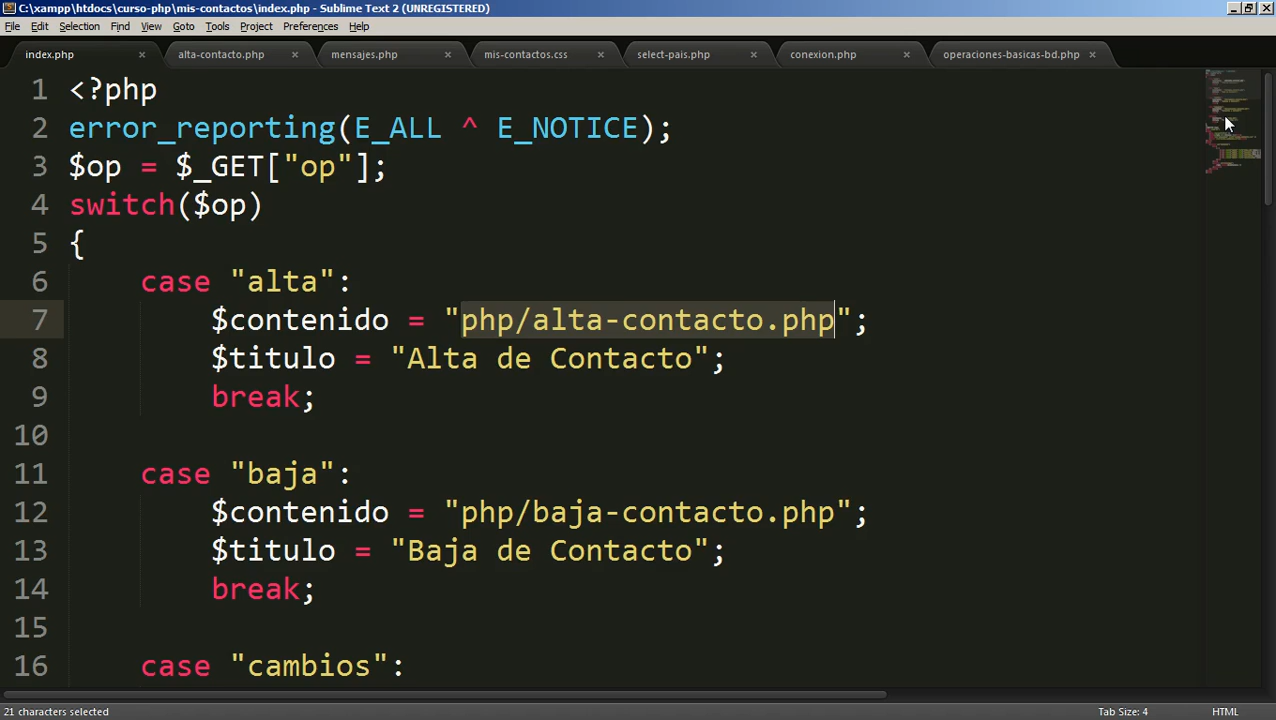 C:\xampp\htdocs\curso-php\mis-contactos\index.php - Sublime Text 2 (UNREGISTERED)
File Edit Selection Find View Goto Tools Project Preferences Help
index.php × alta-contacto.php × mensajes.php × mis-contactos.css × select-pais.php × conexion.php × operaciones-basicas-bd.php ×
1 <?php
2 error_reporting(E_ALL ^ E_NOTICE);
3 $op = $_GET["op"];
4 switch($op)
5 {
6 case "alta":
7 $contenido = "php/alta-contacto.php";
8 $titulo = "Alta de Contacto";
9 break;
10
11 case "baja":
12 $contenido = "php/baja-contacto.php";
13 $titulo = "Baja de Contacto";
14 break;
15
16 case "cambios":
21 characters selected Tab Size: 4 HTML